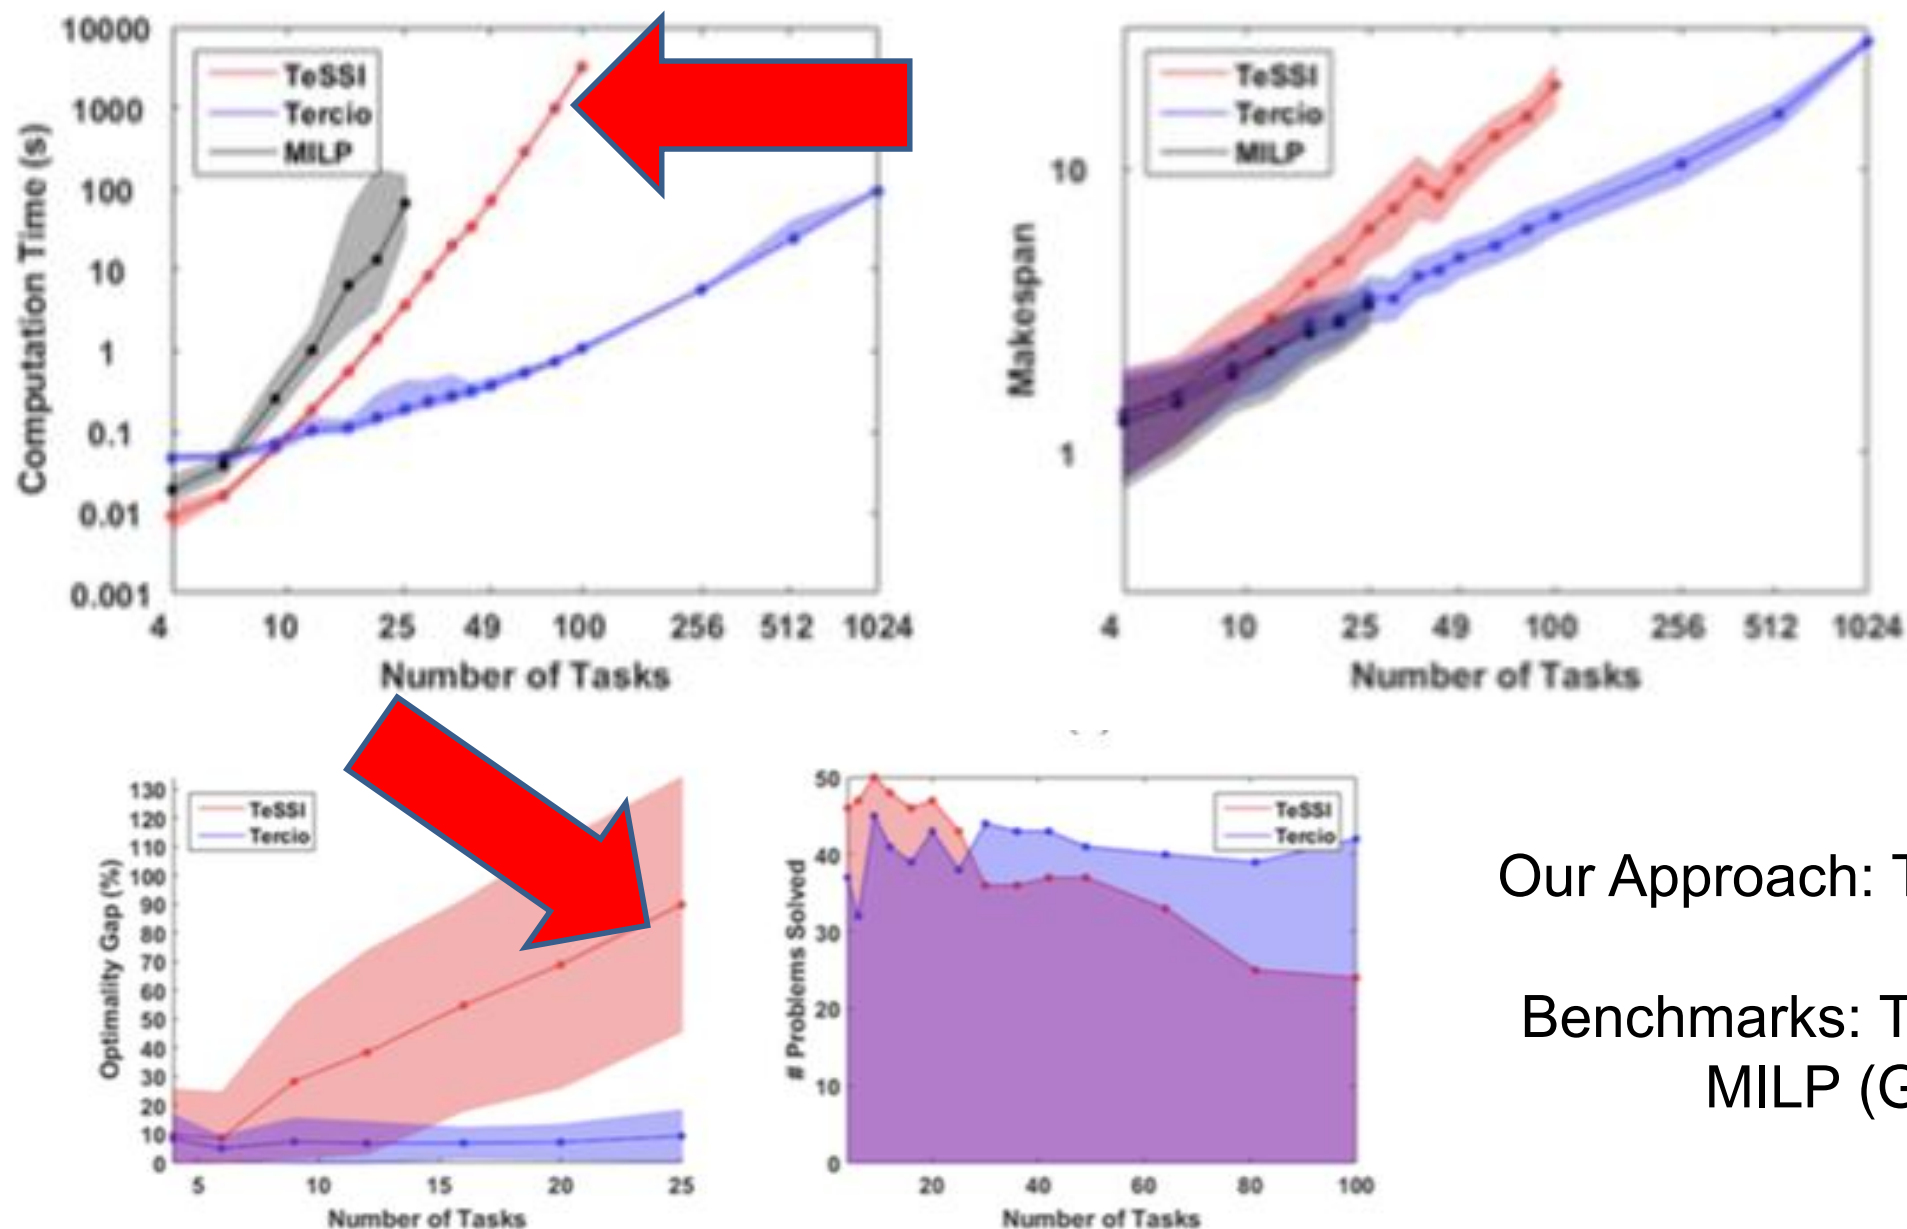 10000
1000
100
10
1
0.1
0.01
0.001
Computation Time (s)
TeSSI
Tercio
MILP
4 10 25 49 100 256 512 1024
Number of Tasks
10
1
Makespan
TeSSI
Tercio
MILP
4 10 25 49 100 256 512 1024
Number of Tasks
130
120
110
100
90
80
70
60
50
40
30
20
10
0
Optimality Gap (%)
TeSSI
Tercio
5 10 15 20 25
Number of Tasks
50
40
30
20
10
0
# Problems Solved
TeSSI
Tercio
20 40 60 80 100
Number of Tasks
Our Approach: T
Benchmarks: T
MILP (G